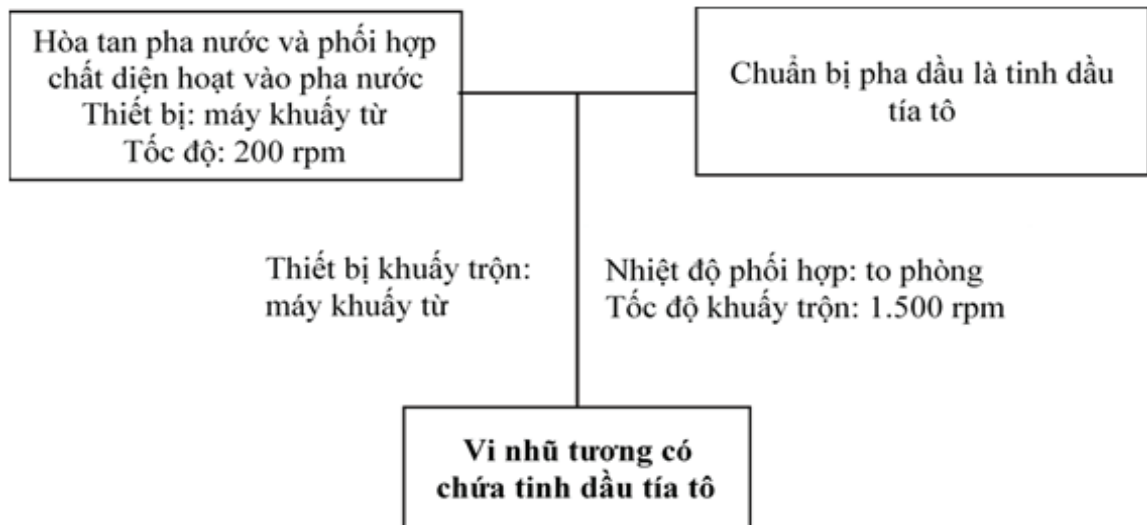 Hòa tan pha nước và phối hợp
chất diện hoạt vào pha nước
Thiết bị: máy khuấy từ
Tốc độ: 200 rpm
Chuẩn bị pha dầu là tinh dầu
tía tô
Thiết bị khuấy trộn:
máy khuấy từ
Nhiệt độ phối hợp: to phòng
Tốc độ khuấy trộn: 1.500 rpm
Vi nhũ tương có
chứa tinh dầu tía tô